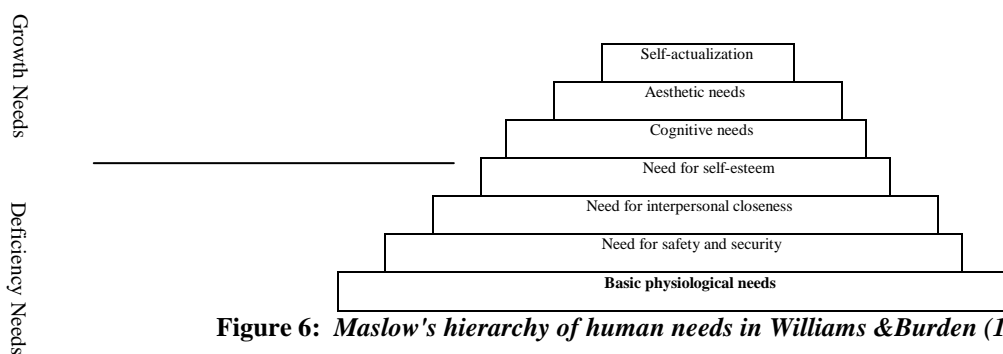 Growth Needs
Self-actualization
Aesthetic needs
Cognitive needs
Need for self-esteem
Need for interpersonal closeness
Need for safety and security
Deficiency Needs
Basic physiological needs
Figure 6: Maslow's hierarchy of human needs in Williams &Burden (1